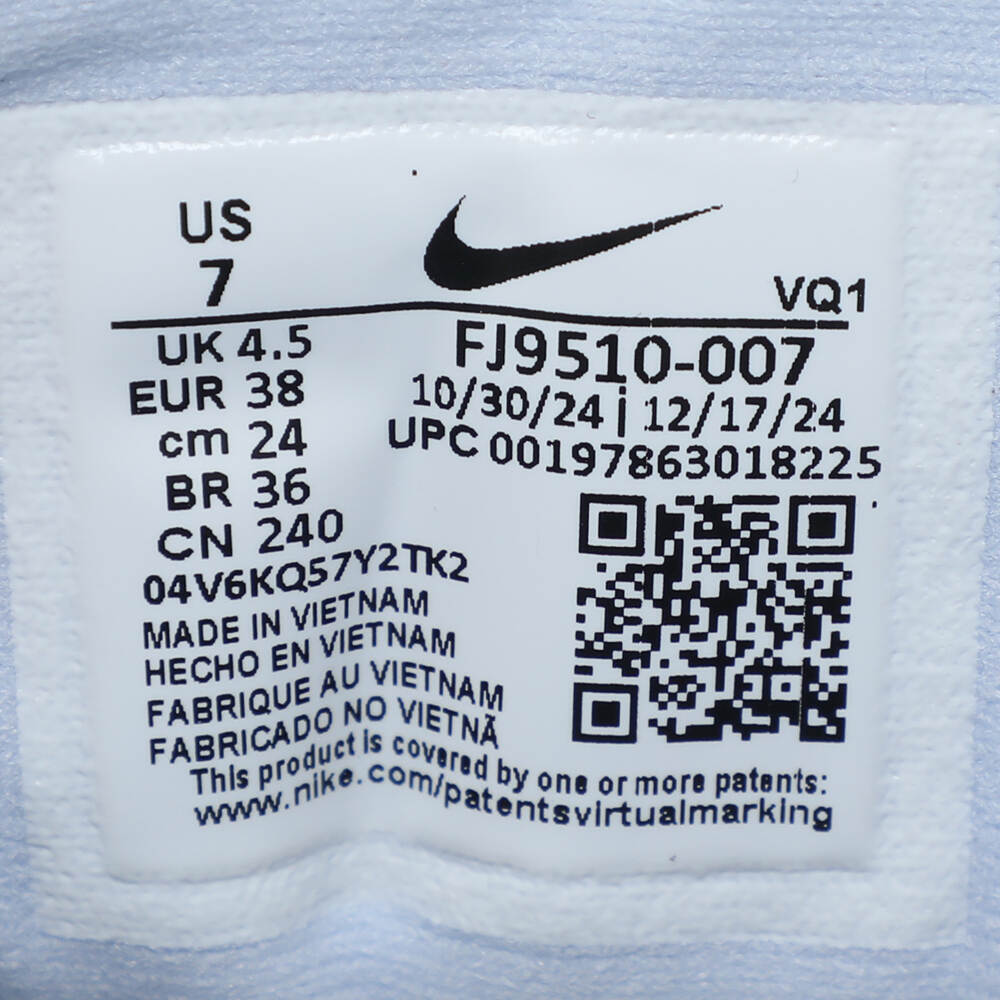 US
7
VQ1
UK 4.5
EUR 38
cm 24
BR 36
CN 240
FJ9510-007
10/30/24 | 12/17/24
UPC 00197863018225
04V6KQ57Y2TK2
MADE IN VIETNAM
HECHO EN VIETNAM
FABRIQUE AU VIETNAM
FABRICADO NO VIETNÃ
This product is covered by one or more patents:
www.nike.com/patentsvirtualmarking